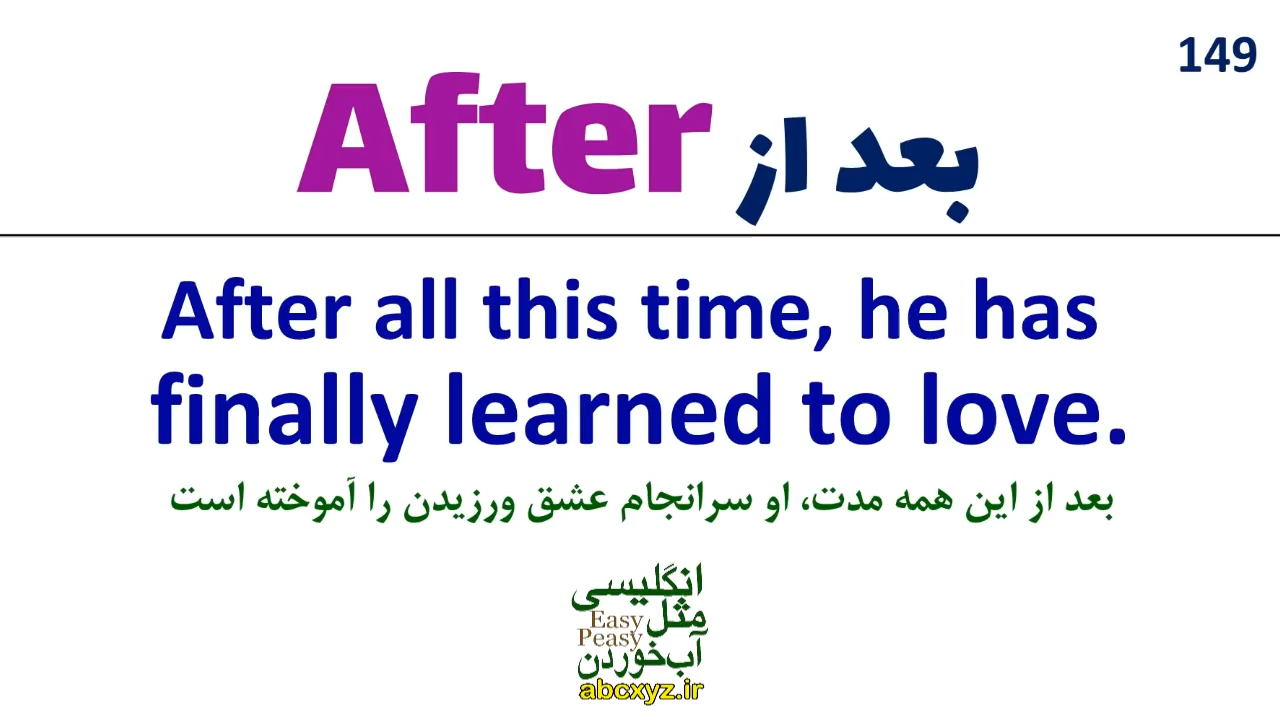 149
After بعد از
After all this time, he has
finally learned to love.
بعد از این همه مدت، او سرانجام عشق ورزیدن را آموخته است
انگلیسی
مثل Easy
Peasy
آب‌خوردن
abcxyz.ir